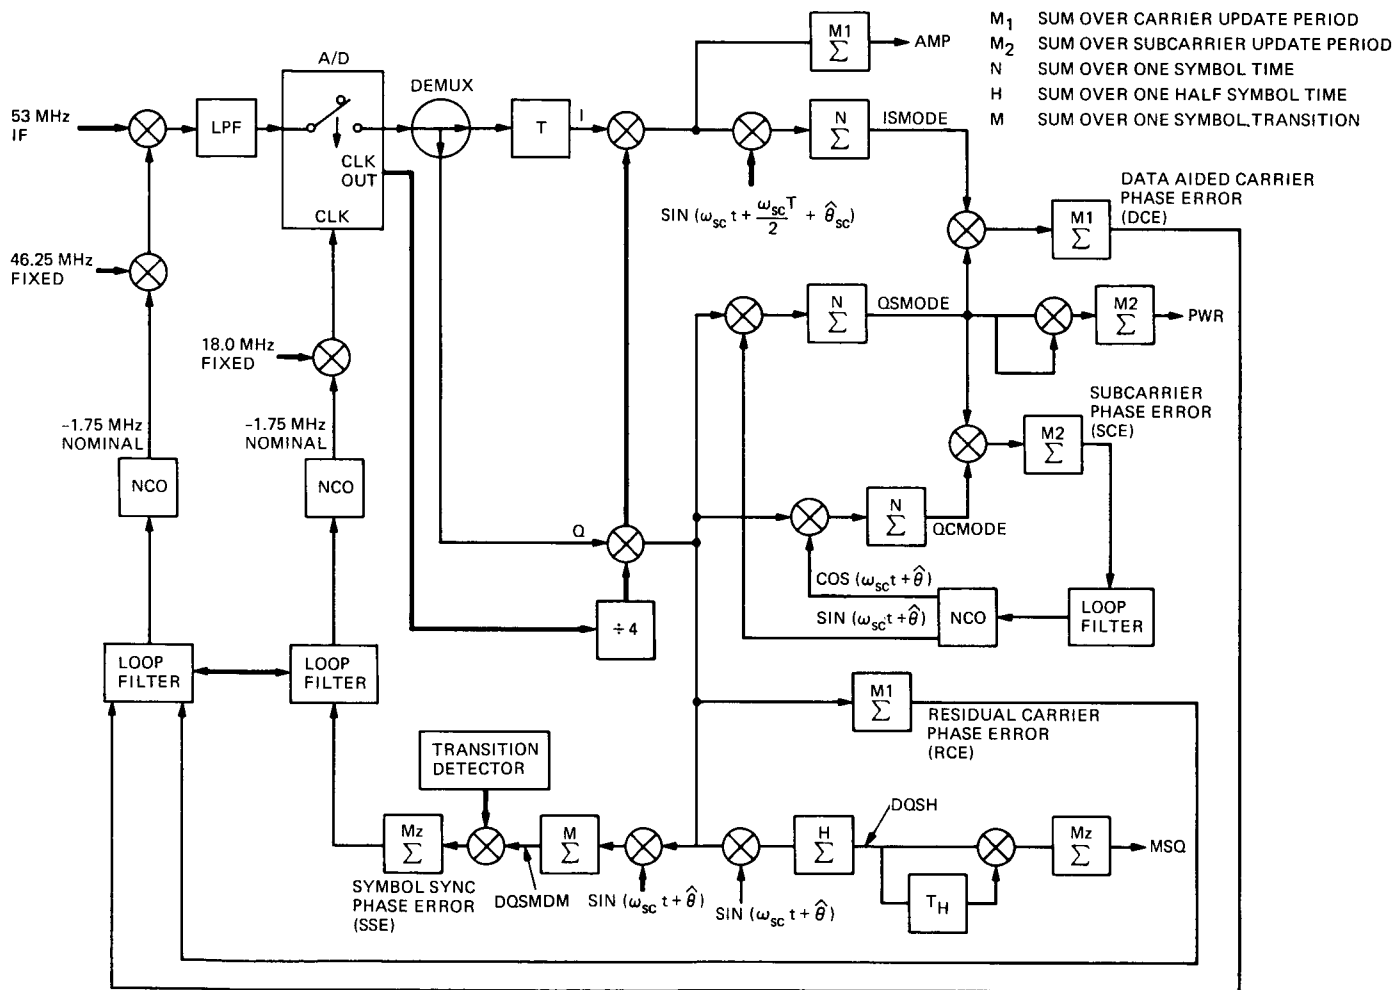 M1 SUM OVER CARRIER UPDATE PERIOD
M2 SUM OVER SUBCARRIER UPDATE PERIOD
N SUM OVER ONE SYMBOL TIME
H SUM OVER ONE HALF SYMBOL TIME
M SUM OVER ONE SYMBOL TRANSITION
M1
Σ
AMP
A/D
DEMUX
53 MHz
IF
LPF
CLK
OUT
CLK
T
I
N
Σ
ISMODE
SIN (ωsc t + ωsc T/2 + θ̂sc)
DATA AIDED CARRIER
PHASE ERROR
(DCE)
M1
Σ
46.25 MHz
FIXED
18.0 MHz
FIXED
N
Σ
QSMODE
M2
Σ
PWR
SUBCARRIER
PHASE ERROR
(SCE)
M2
Σ
−1.75 MHz
NOMINAL
−1.75 MHz
NOMINAL
NCO
NCO
N
Σ
QCMODE
Q
COS (ωsc t + θ̂)
SIN (ωsc t + θ̂)
NCO
LOOP
FILTER
÷ 4
LOOP
FILTER
LOOP
FILTER
M1
Σ
RESIDUAL CARRIER
PHASE ERROR
(RCE)
TRANSITION
DETECTOR
Mz
Σ
M
Σ
H
Σ
DQSH
Mz
Σ
MSQ
TH
SYMBOL SYNC
PHASE ERROR
(SSE)
DQSMDM
SIN (ωsc t + θ̂)
SIN (ωsc t + θ̂)